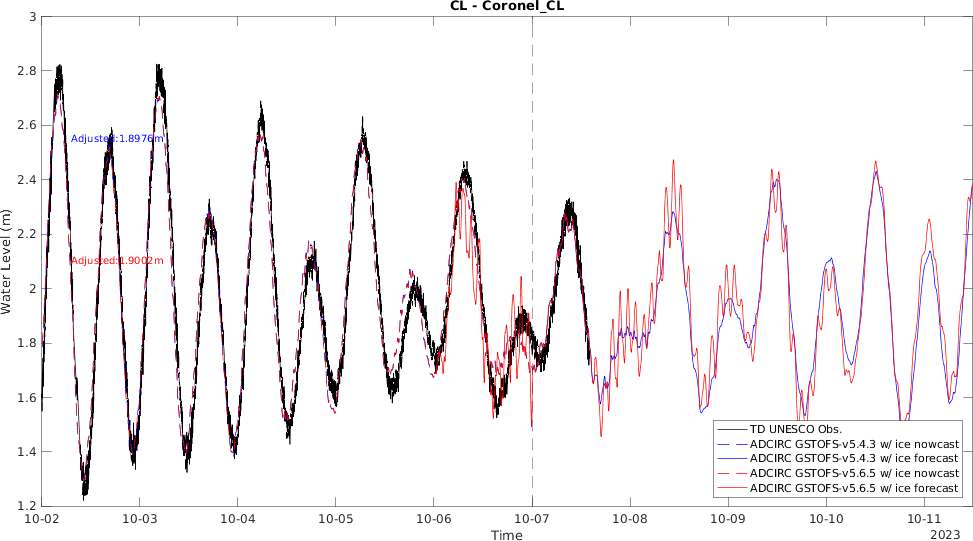 CL - Coronel_CL
3
2.8
2.6
2.4
2.2
2
1.8
1.6
1.4
1.2
Water Level (m)
Adjusted:1.8976m
Adjusted:1.9002m
TD UNESCO Obs.
ADCIRC GSTOFS-v5.4.3 w/ ice nowcast
ADCIRC GSTOFS-v5.4.3 w/ ice forecast
ADCIRC GSTOFS-v5.6.5 w/ ice nowcast
ADCIRC GSTOFS-v5.6.5 w/ ice forecast
10-02 10-03 10-04 10-05 10-06 10-07 10-08 10-09 10-10 10-11
Time
2023